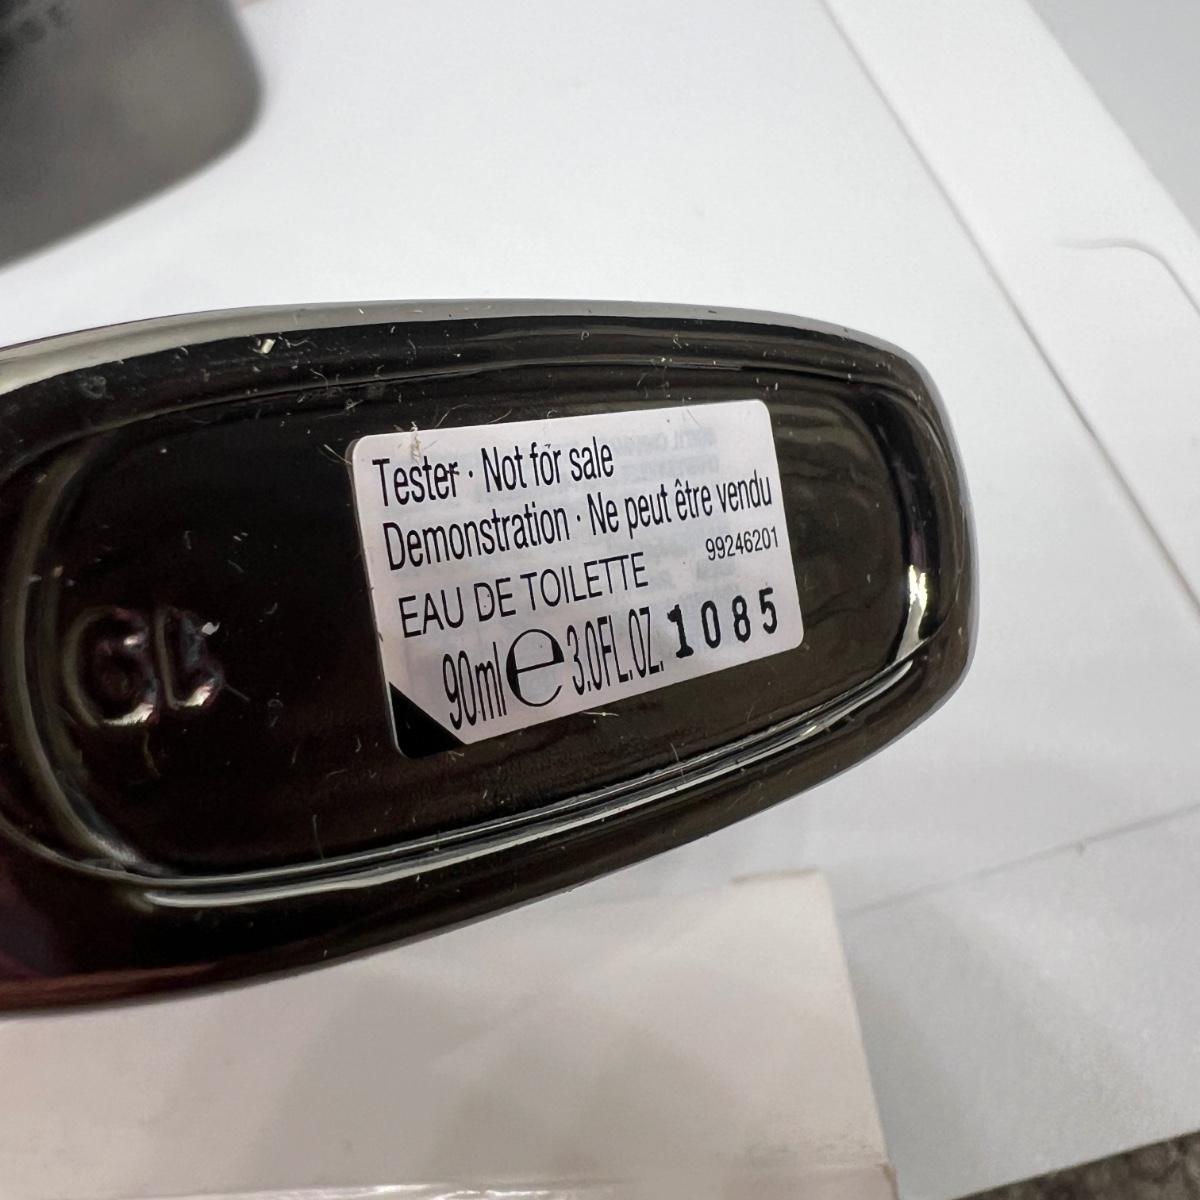 Tester · Not for sale
Demonstration · Ne peut être vendu
99246201
EAU DE TOILETTE
90ml e 3.0FL.OZ. 1085